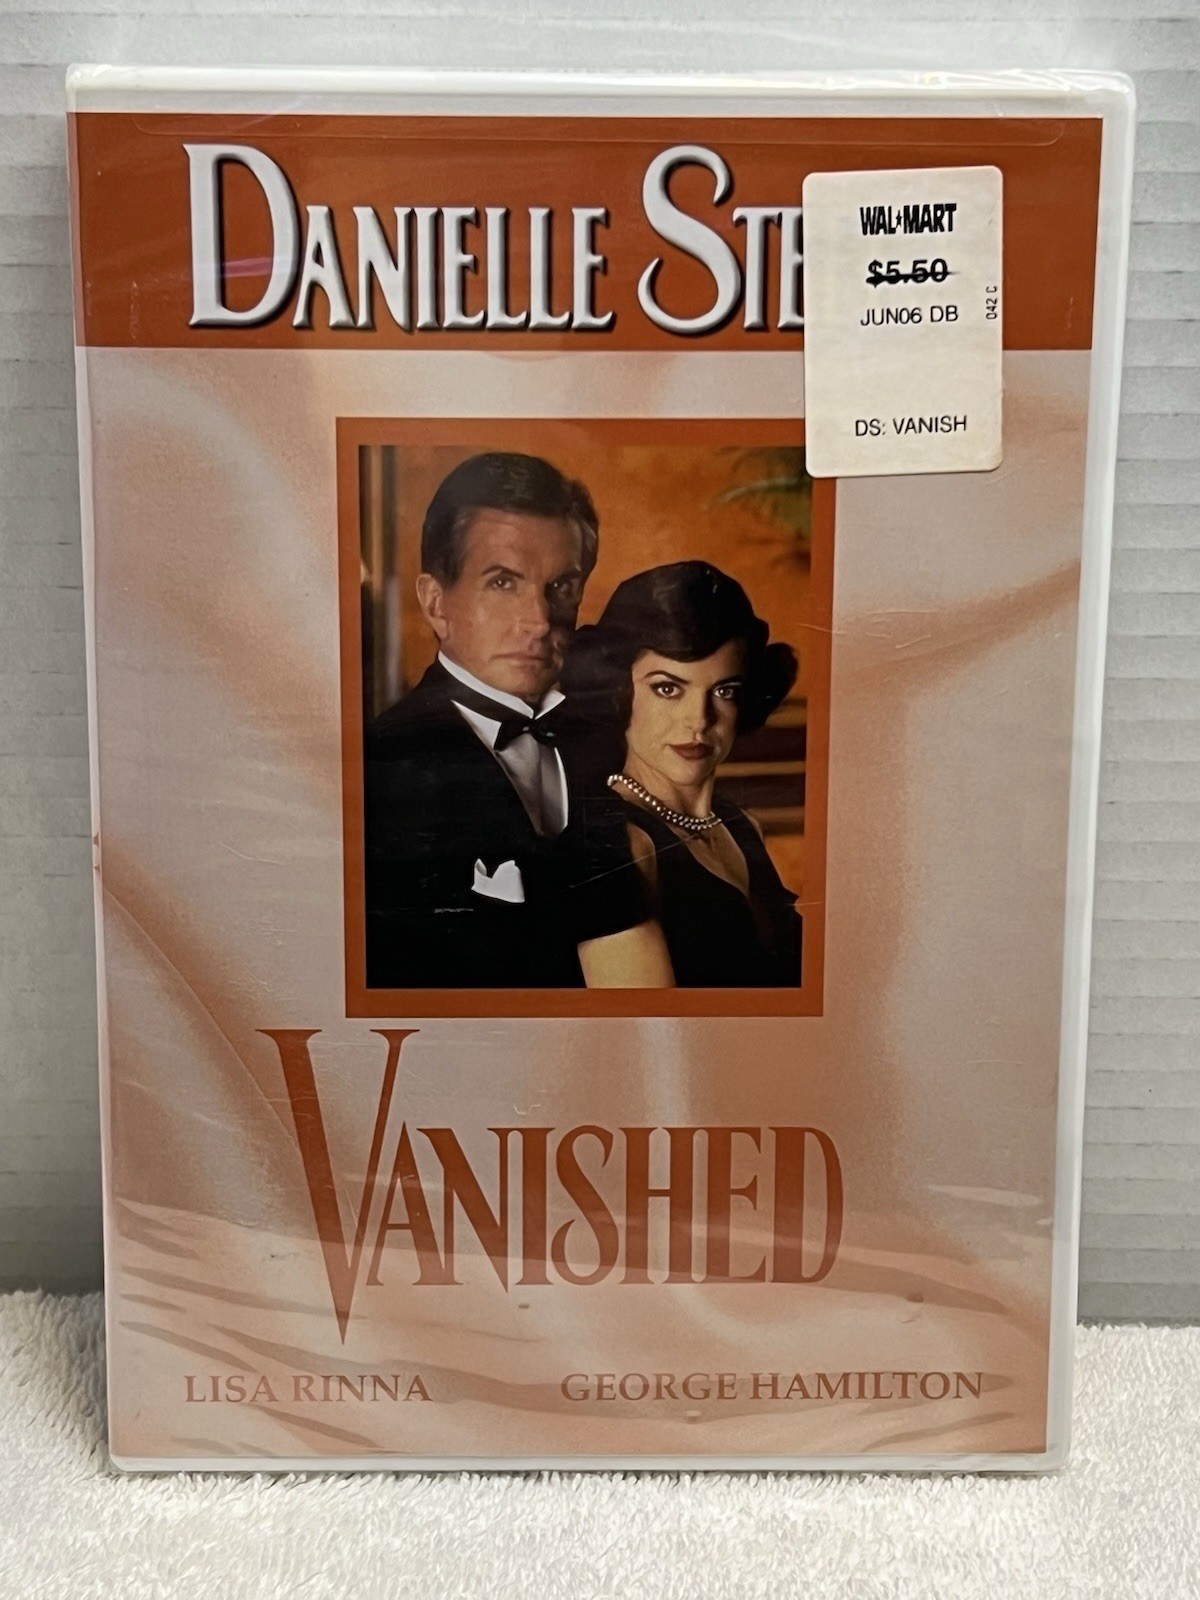 DANIELLE STE
WAL★MART
$5.50
JUN06 DB
042 C
DS: VANISH
VANISHED
LISA RINNA
GEORGE HAMILTON